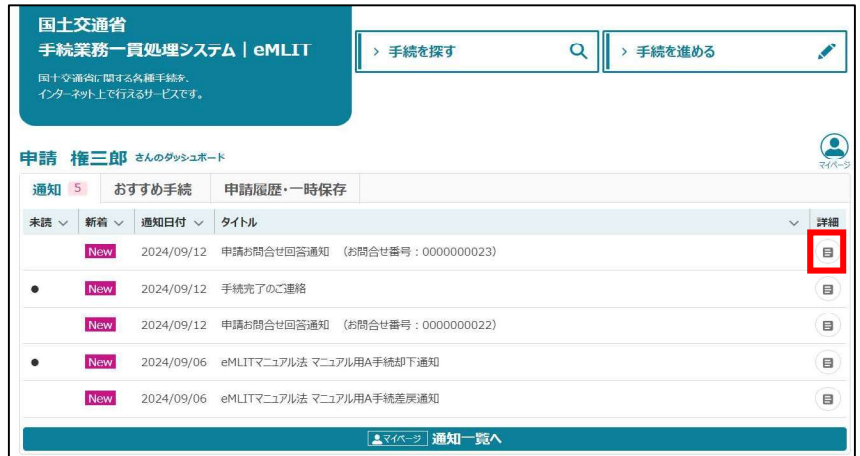 国土交通省
手続業務一貫処理システム｜eMLIT
国土交通省に関する各種手続を、
インターネット上で行えるサービスです。
> 手続を探す
> 手続を進める
申請 権三郎 さんのダッシュボード
マイページ
通知 5 おすすめ手続 申請履歴・一時保存
未読 新着 通知日付 タイトル 詳細
New 2024/09/12 申請お問合せ回答通知 （お問合せ番号：0000000023）
● New 2024/09/12 手続完了のご連絡
New 2024/09/12 申請お問合せ回答通知 （お問合せ番号：0000000022）
● New 2024/09/06 eMLITマニュアル法 マニュアル用A手続却下通知
New 2024/09/06 eMLITマニュアル法 マニュアル用A手続差戻通知
マイページ 通知一覧へ